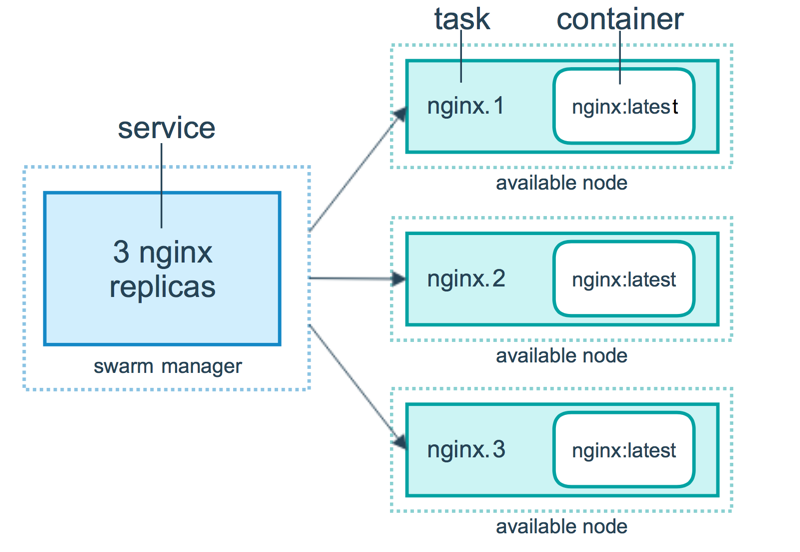 task
container
nginx.1
nginx:latest
available node
service
3 nginx
replicas
swarm manager
nginx.2
nginx:latest
available node
nginx.3
nginx:latest
available node